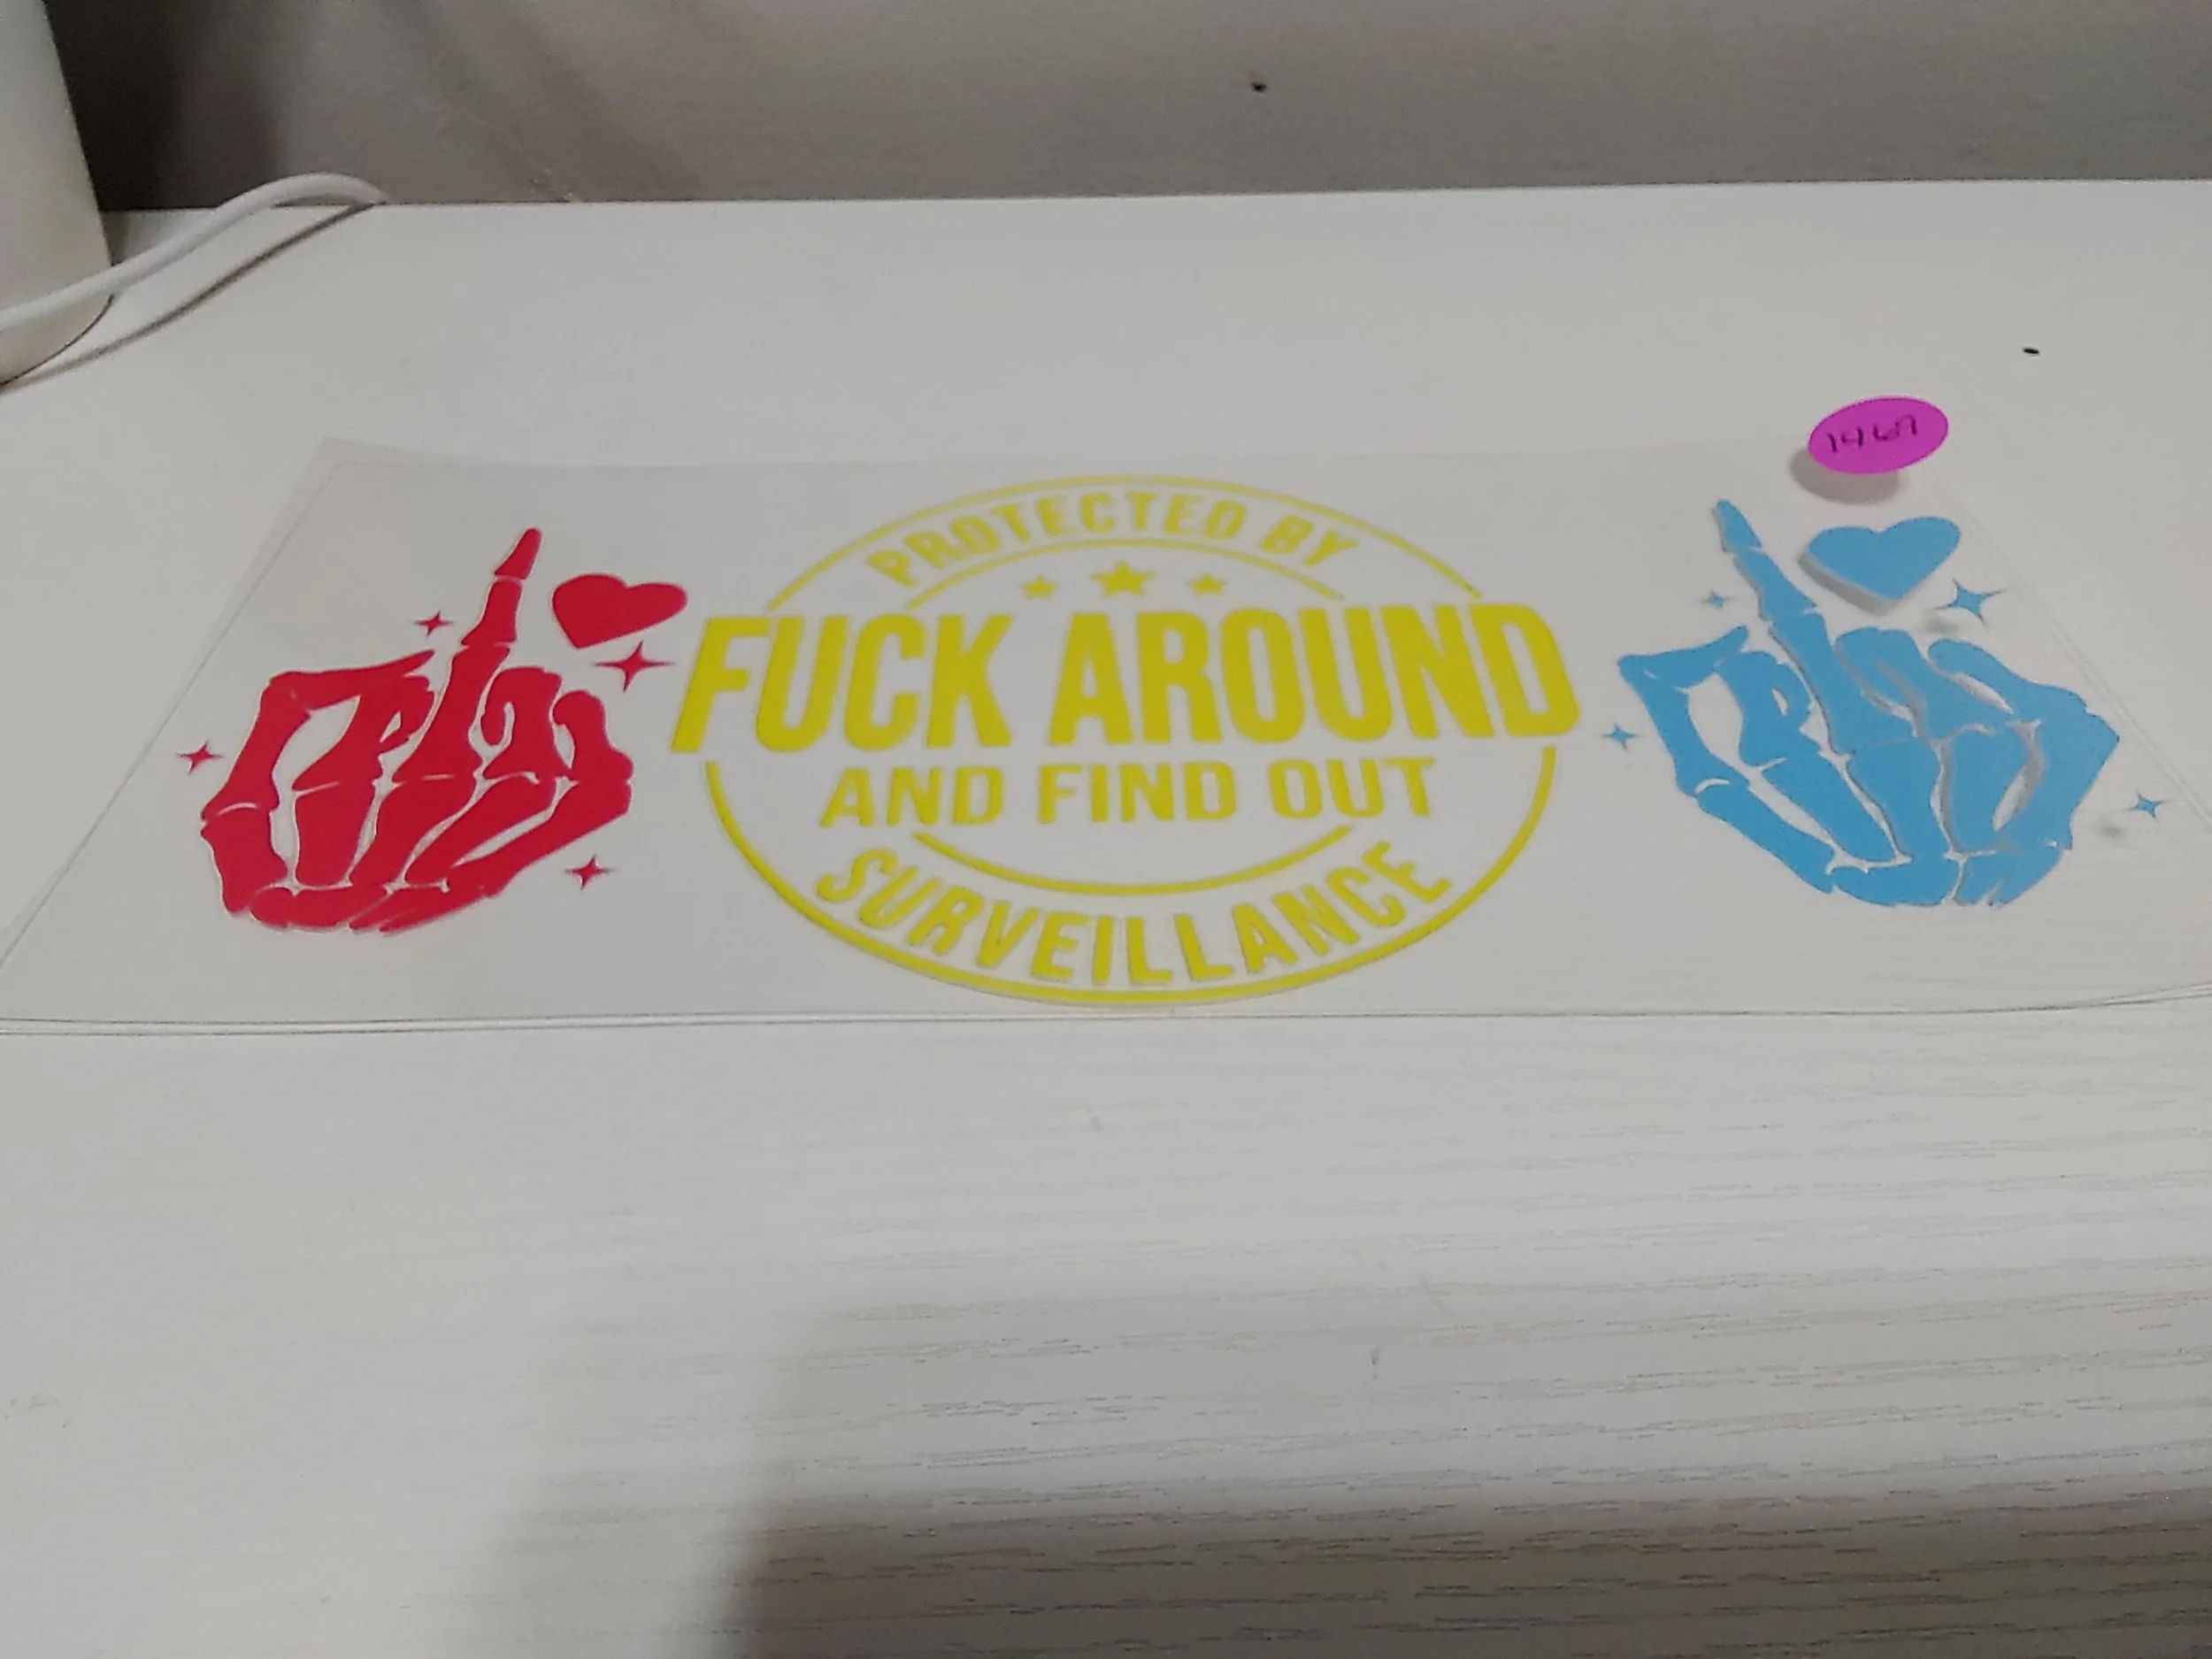 PROTECTED BY
FUCK AROUND
AND FIND OUT
SURVEILLANCE